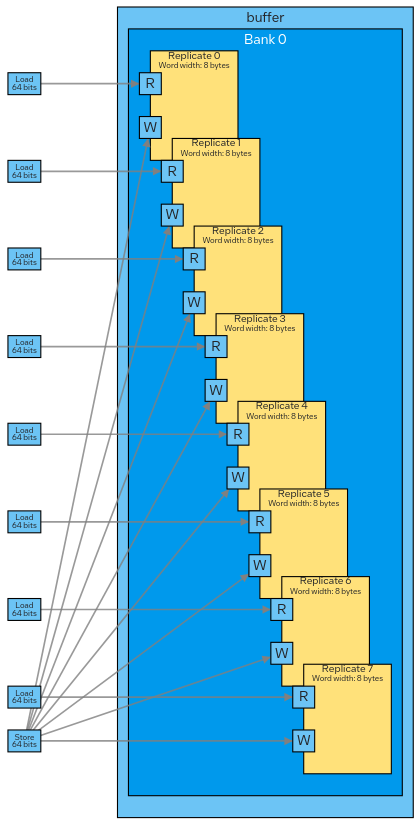 buffer
Bank 0
Replicate 0
Word width: 8 bytes
Load
64 bits
R
W
Replicate 1
Word width: 8 bytes
Load
64 bits
R
W
Replicate 2
Word width: 8 bytes
Load
64 bits
R
W
Replicate 3
Word width: 8 bytes
Load
64 bits
R
W
Replicate 4
Word width: 8 bytes
Load
64 bits
R
W
Replicate 5
Word width: 8 bytes
Load
64 bits
R
W
Replicate 6
Word width: 8 bytes
Load
64 bits
R
W
Replicate 7
Word width: 8 bytes
Load
64 bits
R
Store
64 bits
W